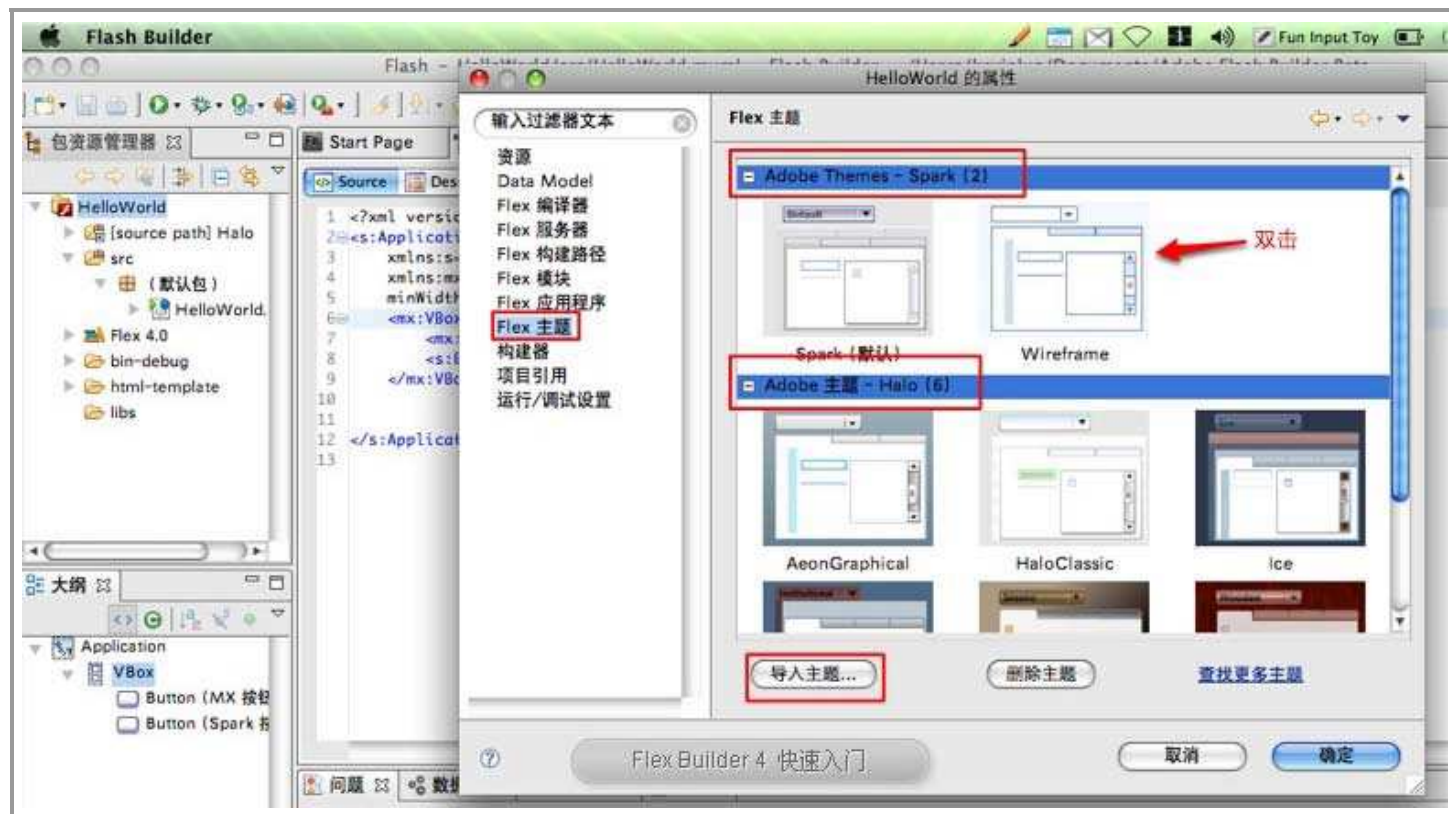 Flash Builder
Fun Input Toy
Flash -
HelloWorld 的属性
包资源管理器
HelloWorld
[source path] Halo
src
(默认包)
HelloWorld.
Flex 4.0
bin-debug
html-template
libs
大纲
Application
VBox
Button (MX 按钮
Button (Spark 按
Start Page
Source
Des
1 <?xml versio
2 <s:Applicati
3 xmlns:s=
4 xmlns:mx
5 minWidth
6 <mx:VBox
7 <mx:
8 <s:B
9 </mx:VBo
10
11
12 </s:Applicat
13
问题
数据
输入过滤器文本
资源
Data Model
Flex 编译器
Flex 服务器
Flex 构建路径
Flex 模块
Flex 应用程序
Flex 主题
构建器
项目引用
运行/调试设置
Flex 主题
Adobe Themes - Spark (2)
双击
Spark (默认)
Wireframe
Adobe 主题 - Halo (6)
AeonGraphical
HaloClassic
Ice
导入主题...
删除主题
查找更多主题
Flex Builder 4 快速入门
取消
确定